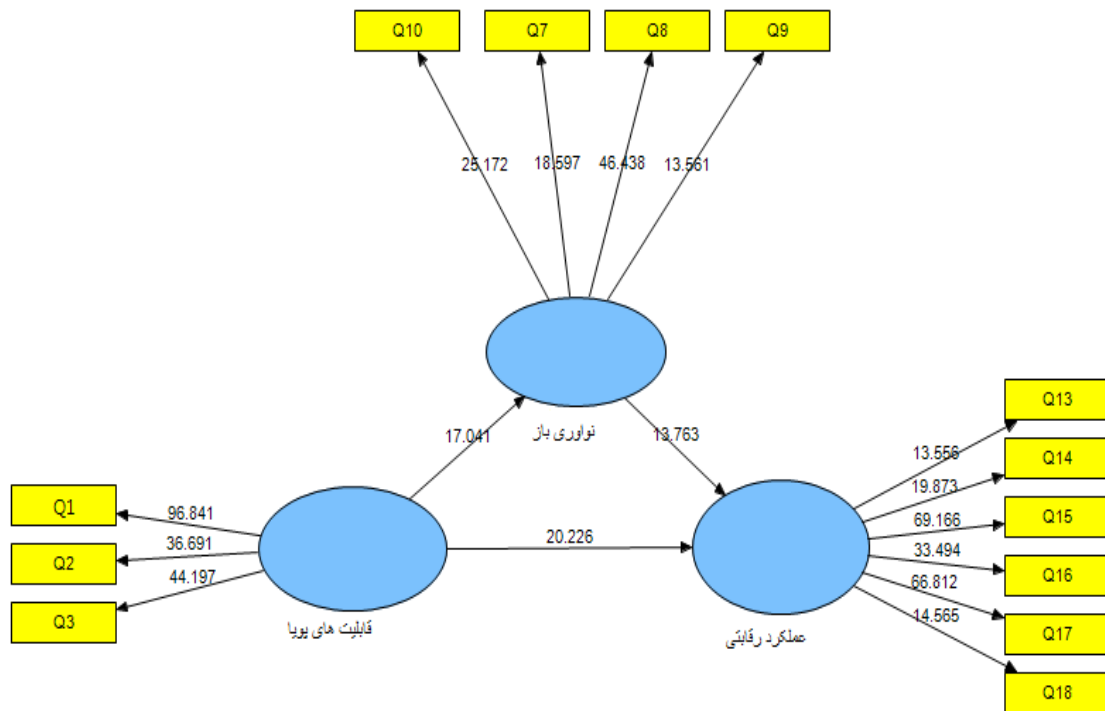 Q10
Q7
Q8
Q9
25.172
18.597
46.438
13.561
نواوری باز
17.041
13.763
Q13
13.556
Q14
19.873
Q15
69.166
Q16
33.494
Q17
66.812
Q18
14.565
Q1
96.841
Q2
36.691
Q3
44.197
20.226
قابلیت های پویا
عملکرد رقابتی